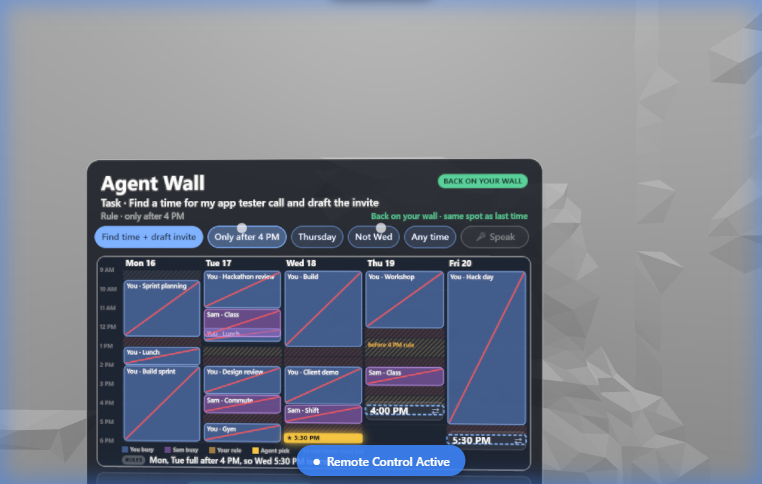 Agent Wall
BACK ON YOUR WALL
Task · Find a time for my app tester call and draft the invite
Rule · only after 4 PM
Back on your wall · same spot as last time
Find time + draft invite
Only after 4 PM
Thursday
Not Wed
Any time
Speak
Mon 16 Tue 17 Wed 18 Thu 19 Fri 20
9 AM
10 AM
11 AM
12 PM
1 PM
2 PM
3 PM
4 PM
5 PM
6 PM
You · Sprint planning
You · Lunch
You · Build sprint
You · Hackathon review
Sam · Class
You · Lunch
You · Design review
Sam · Commute
You · Gym
You · Build
You · Client demo
Sam · Shift
★ 5:30 PM
You · Workshop
before 4 PM rule
Sam · Class
4:00 PM
You · Hack day
5:30 PM
You busy
Sam busy
Your rule
Agent pick
RULES
Mon, Tue full after 4 PM, so Wed 5:30 P
Remote Control Active